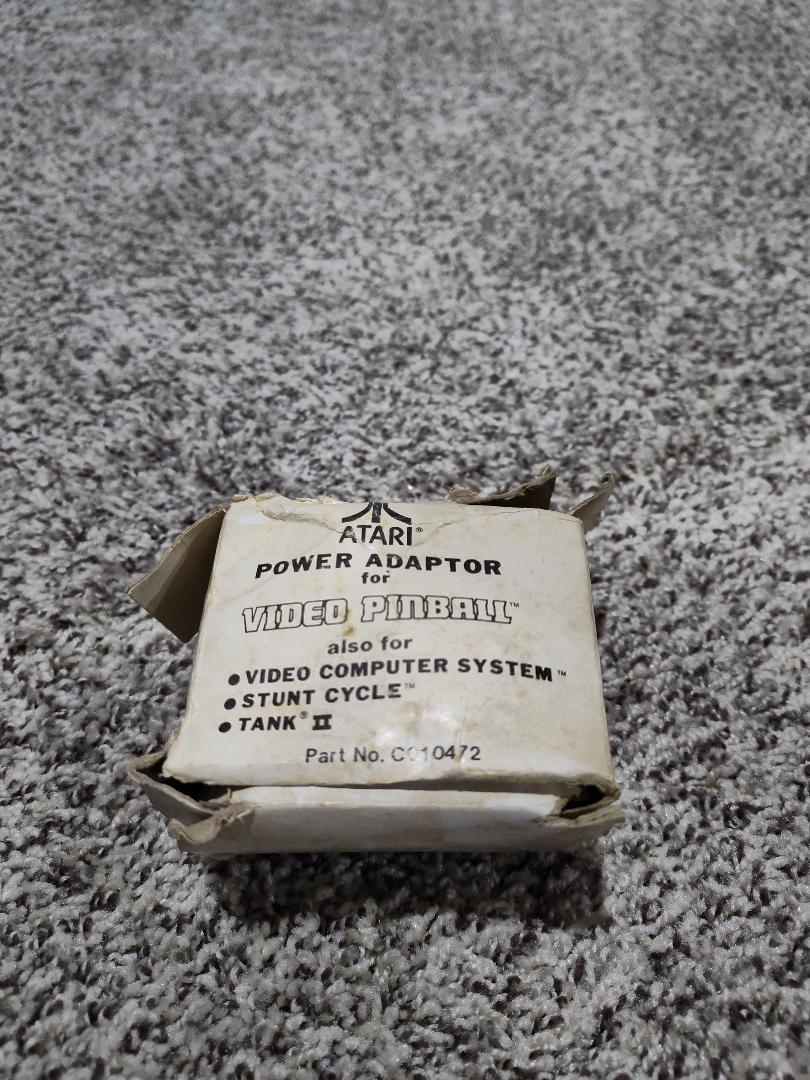 ATARI®
POWER ADAPTOR
for
VIDEO PINBALL™
also for
• VIDEO COMPUTER SYSTEM™
• STUNT CYCLE™
• TANK® II
Part No. C010472